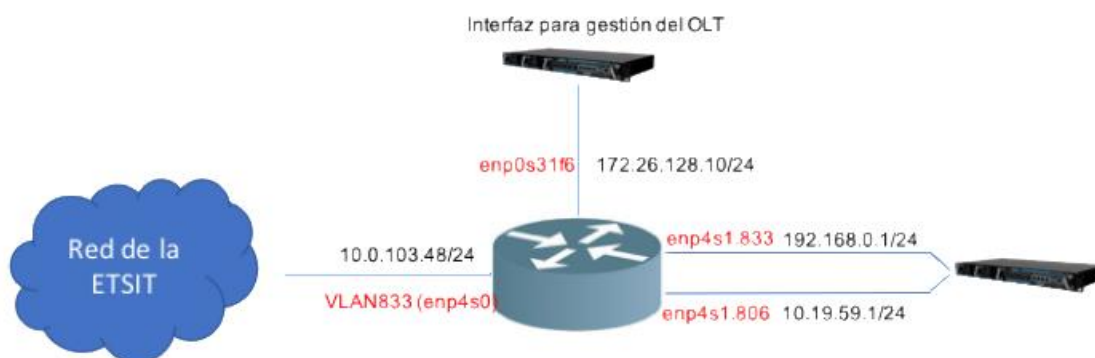 Interfaz para gestión del OLT
enp0s31f6 172.26.128.10/24
Red de la
ETSIT
10.0.103.48/24
VLAN833 (enp4s0)
enp4s1.833 192.168.0.1/24
enp4s1.806 10.19.59.1/24